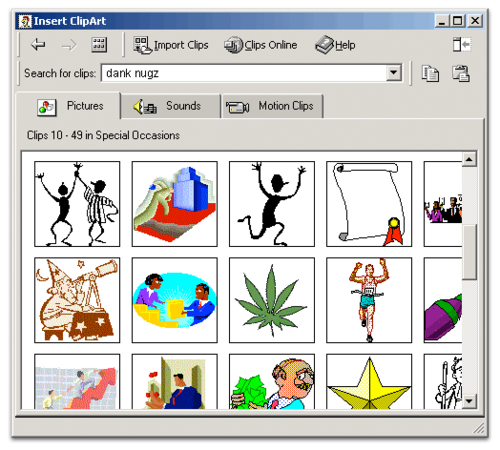 Insert ClipArt
Import Clips Clips Online Help
Search for clips: dank nugz
Pictures Sounds Motion Clips
Clips 10 - 49 in Special Occasions